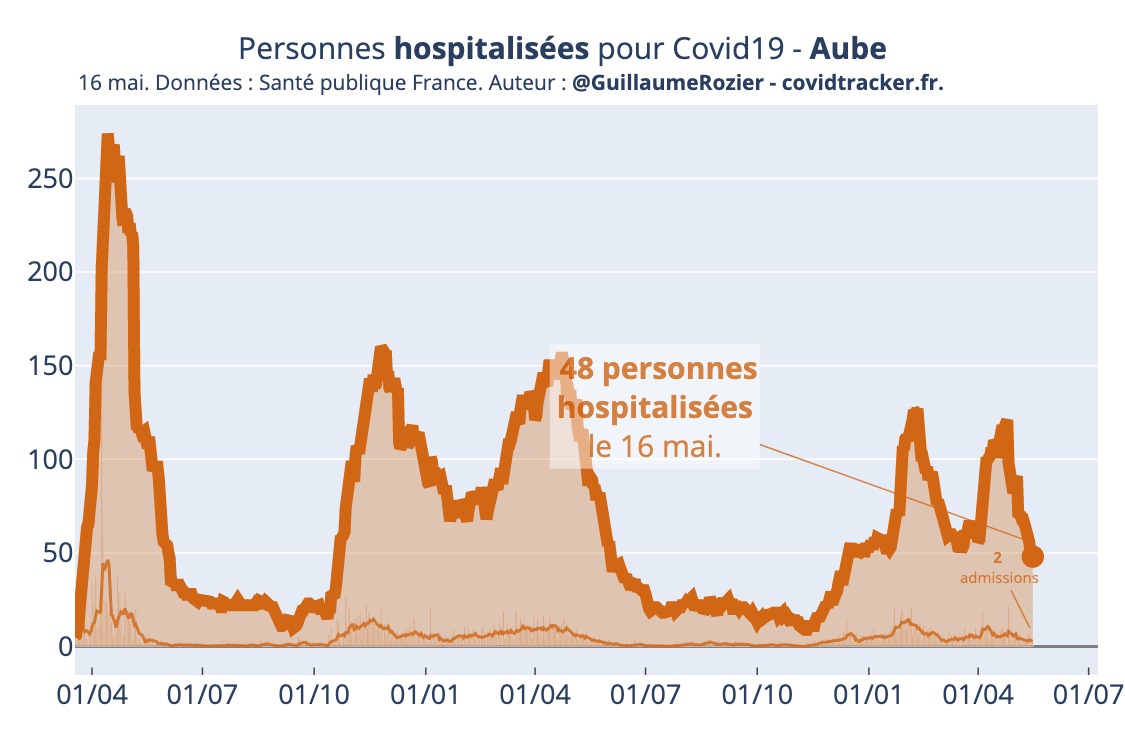 Personnes hospitalisées pour Covid19 - Aube
16 mai. Données : Santé publique France. Auteur : @GuillaumeRozier - covidtracker.fr.
250
200
150
100
50
0
48 personnes
hospitalisées
le 16 mai.
2
admissions
01/04 01/07 01/10 01/01 01/04 01/07 01/10 01/01 01/04 01/07